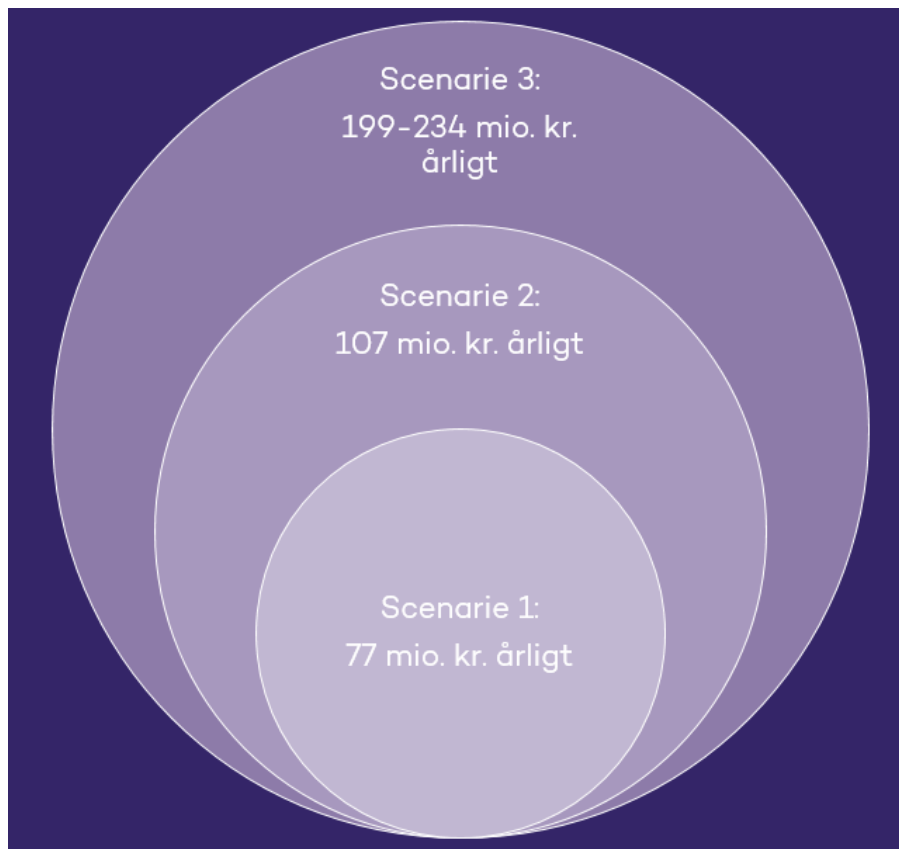 Scenarie 3:
199-234 mio. kr.
årligt
Scenarie 2:
107 mio. kr. årligt
Scenarie 1:
77 mio. kr. årligt